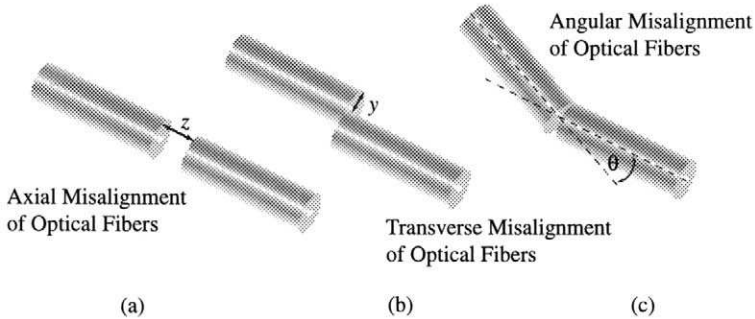 Angular Misalignment
of Optical Fibers
z
y
θ
Axial Misalignment
of Optical Fibers
Transverse Misalignment
of Optical Fibers
(a)
(b)
(c)